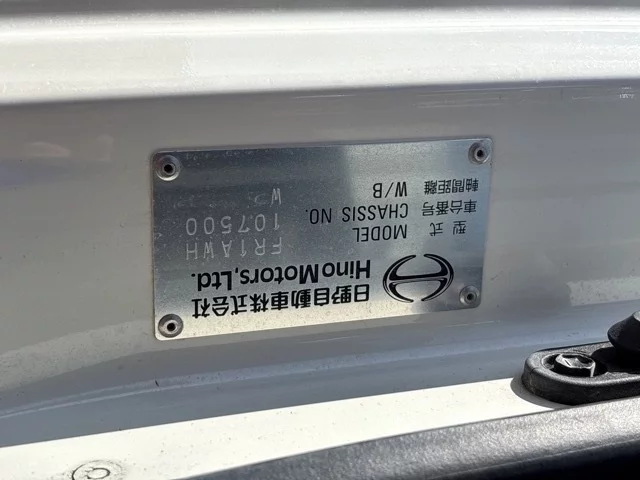 日野自動車株式会社
Hino Motors,Ltd.
型式 MODEL FR1AWH
車台番号 CHASSIS NO. 107500
軸間距離 W/B W